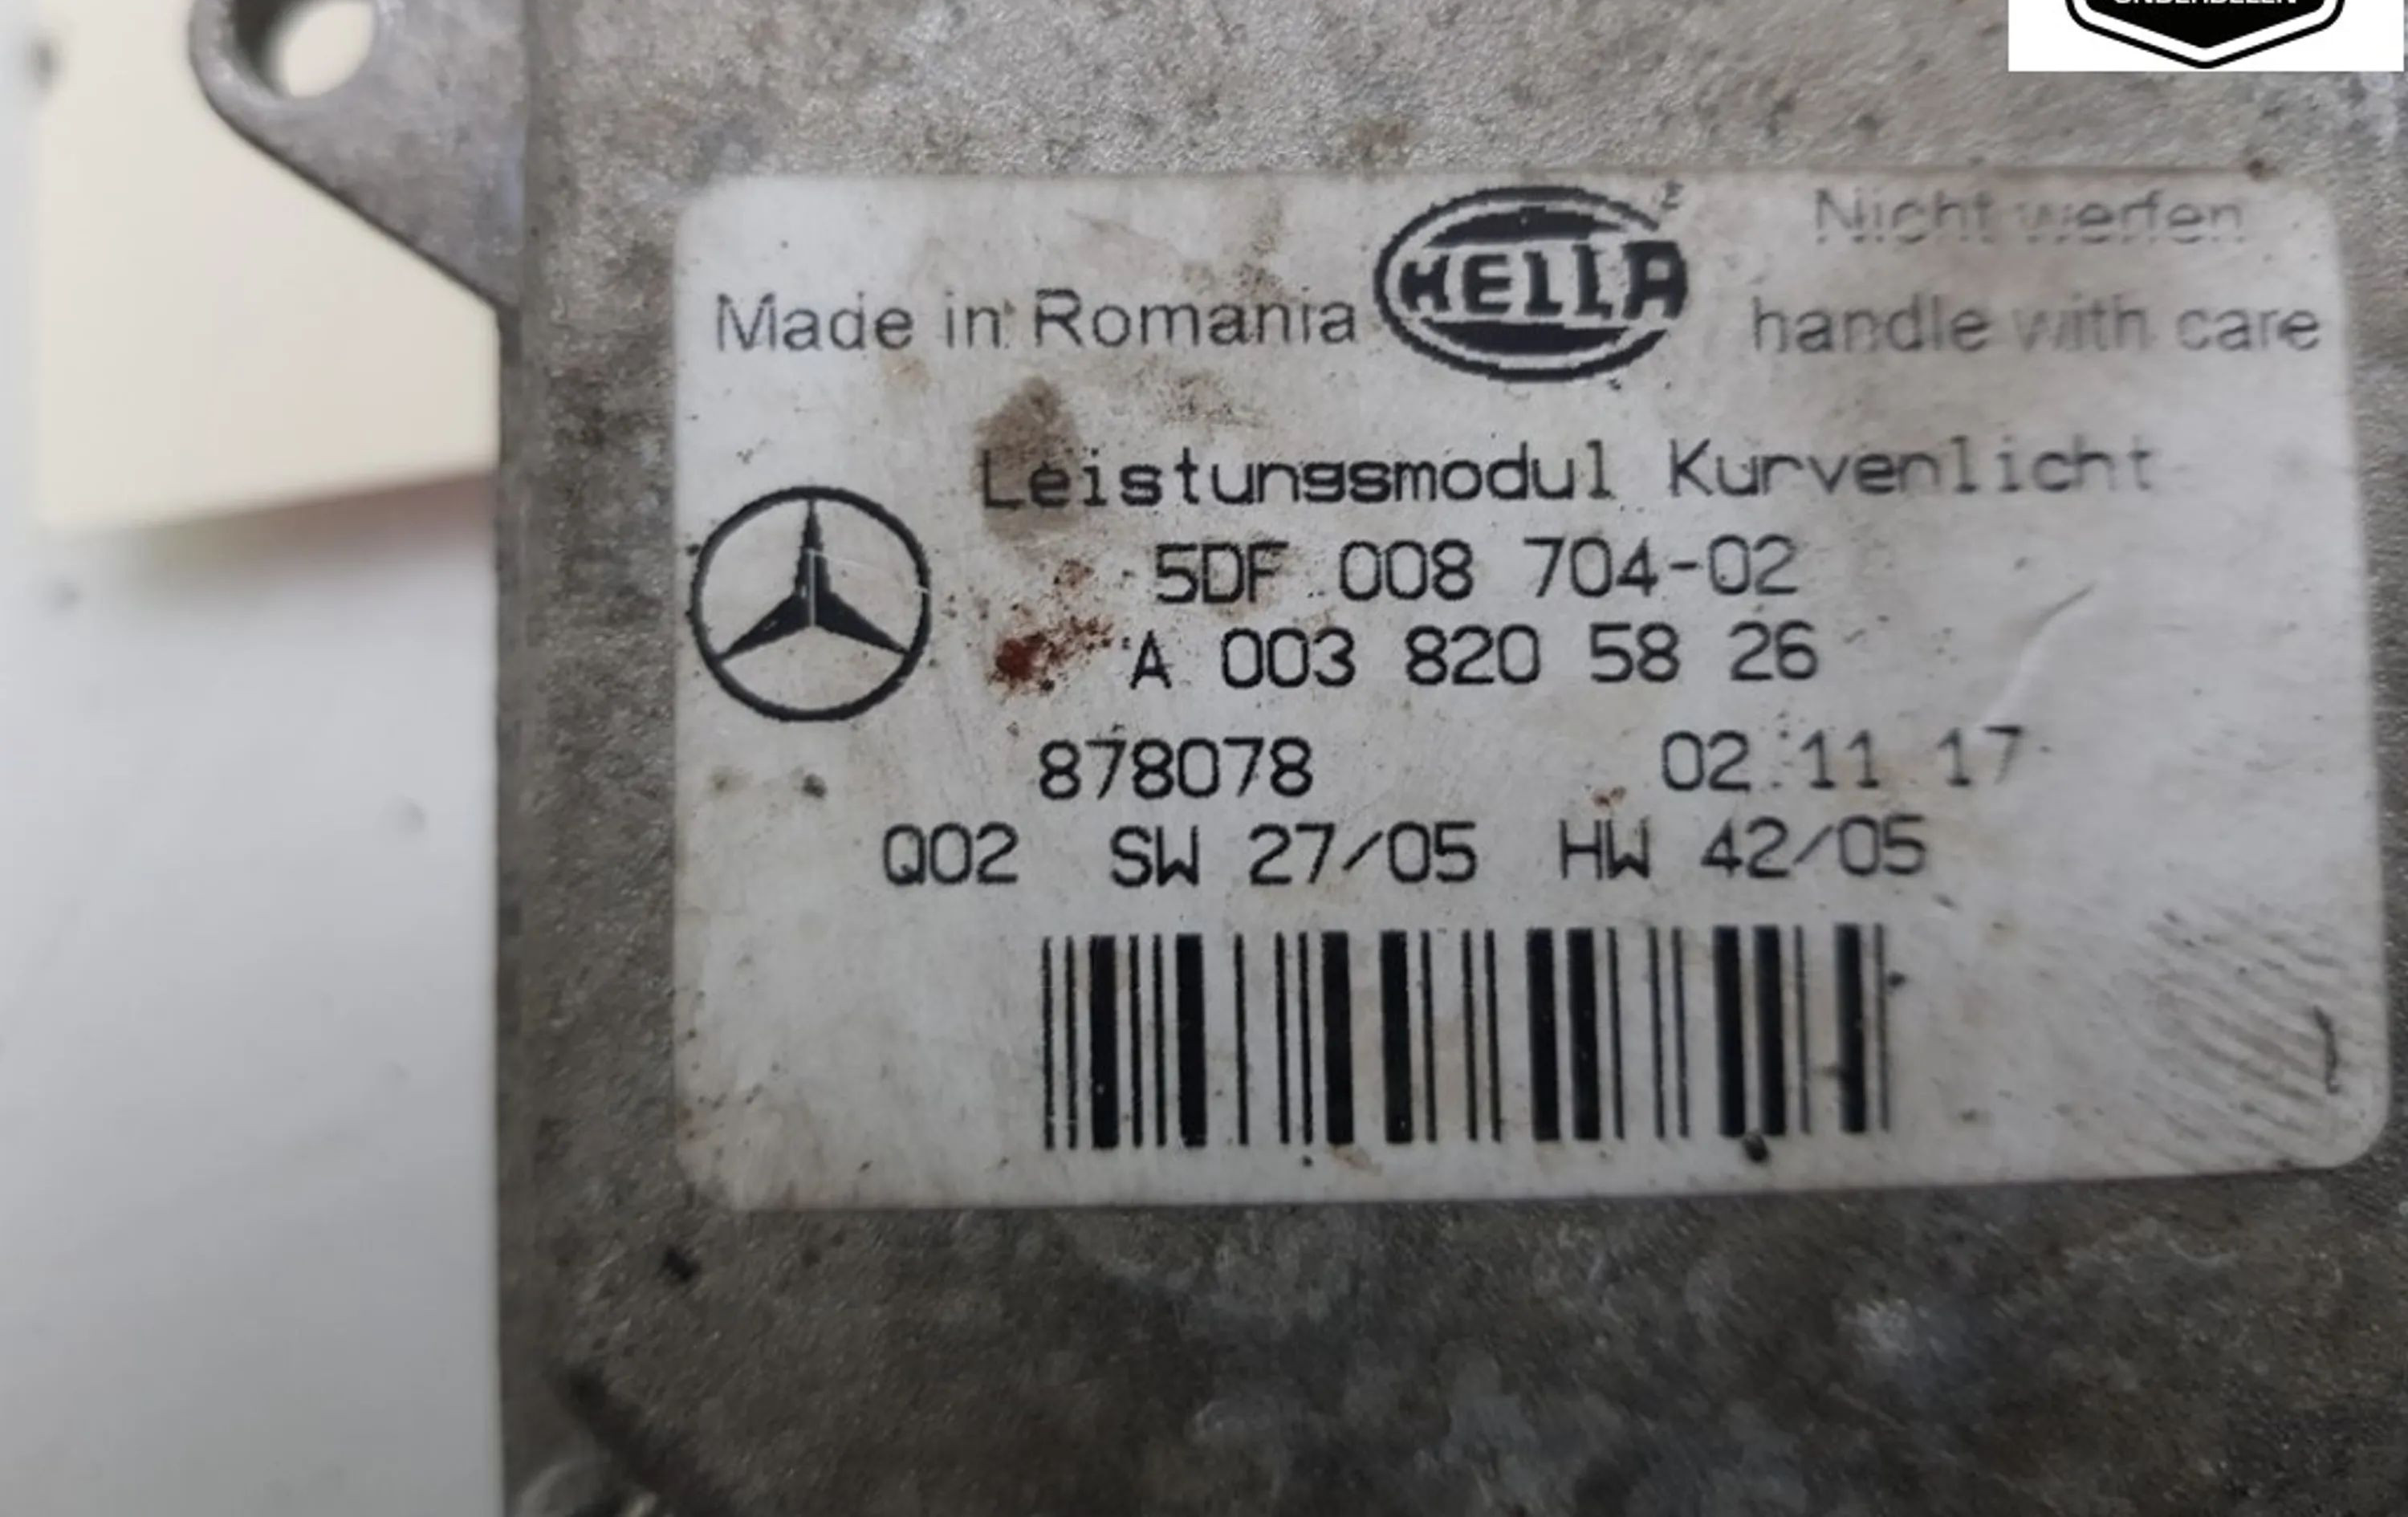 ONDERDELEN
Nicht werfen
Made in Romania
HELLA
handle with care
Leistungsmodul Kurvenlicht
5DF 008 704-02
A 003 820 58 26
878078 02 11 17
Q02 SW 27/05 HW 42/05